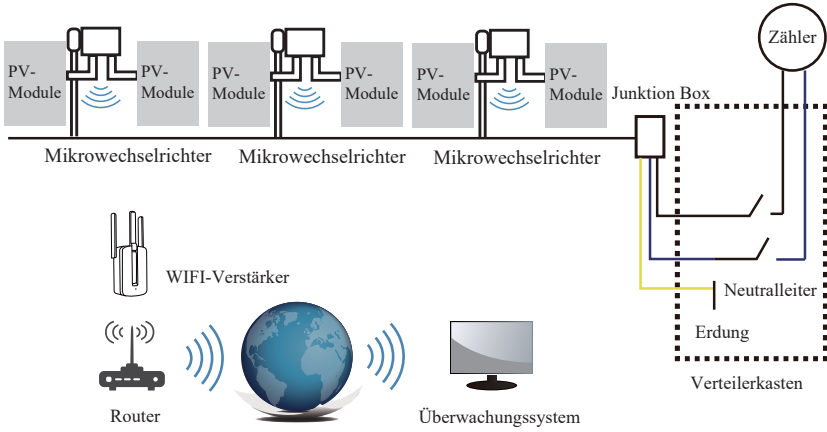 Zähler
PV-
Module
PV-
Module
PV-
Module
PV-
Module
PV-
Module
PV-
Module
Junktion Box
Mikrowechselrichter
Mikrowechselrichter
Mikrowechselrichter
WIFI-Verstärker
Neutralleiter
Erdung
Verteilerkasten
Router
Überwachungssystem